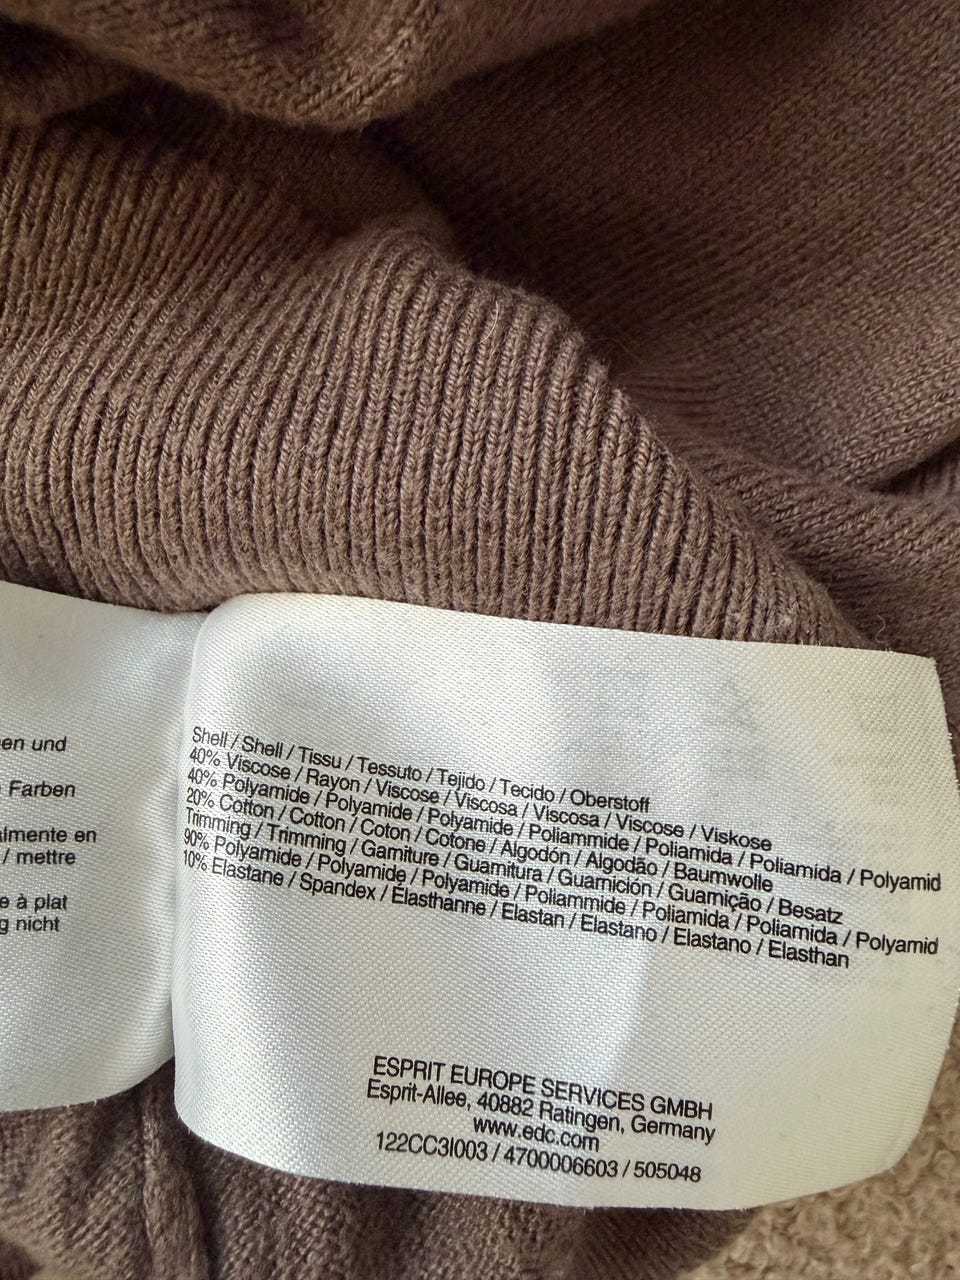 en und
Farben
lmente en
/ mettre
e à plat
g nicht
Shell / Shell / Tissu / Tessuto / Tejido / Tecido / Oberstoff
40% Viscose / Rayon / Viscose / Viscosa / Viscosa / Viscose / Viskose
40% Polyamide / Polyamide / Polyamide / Poliammide / Poliamida / Poliamida / Polyamid
20% Cotton / Cotton / Coton / Cotone / Algodón / Algodão / Baumwolle
Trimming / Trimming / Garniture / Guarnitura / Guarnición / Guarnição / Besatz
90% Polyamide / Polyamide / Polyamide / Poliammide / Poliamida / Poliamida / Polyamid
10% Elastane / Spandex / Élasthanne / Elastan / Elastano / Elastano / Elasthan
ESPRIT EUROPE SERVICES GMBH
Esprit-Allee, 40882 Ratingen, Germany
www.edc.com
122CC3I003 / 4700006603 / 505048